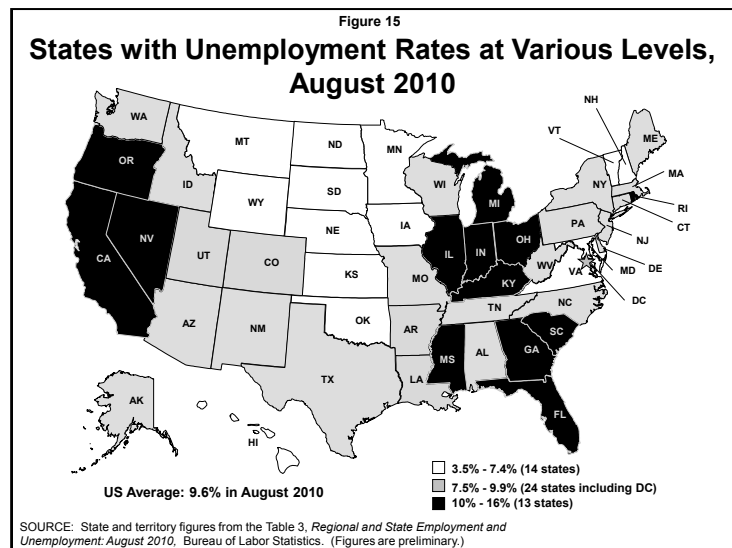 Figure 15
States with Unemployment Rates at Various Levels,
August 2010
NH
VT
WA
ME
MT
ND
MN
OR
MA
ID
SD
WI
NY
WY
MI
RI
IA
PA
CT
NE
NV
OH
NJ
IL
IN
UT
CA
CO
WV
DE
KS
MO
VA
MD
KY
DC
NC
TN
OK
AZ
NM
AR
SC
MS
AL
GA
TX
LA
AK
FL
HI
3.5% - 7.4% (14 states)
US Average: 9.6% in August 2010
7.5% - 9.9% (24 states including DC)
10% - 16% (13 states)
SOURCE: State and territory figures from the Table 3, Regional and State Employment and
Unemployment: August 2010, Bureau of Labor Statistics. (Figures are preliminary.)